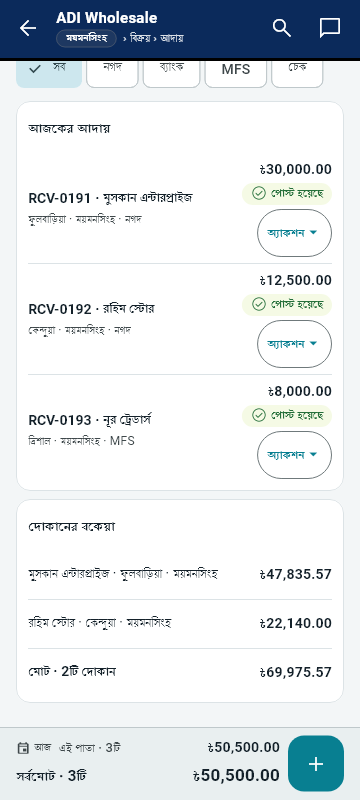 ADI Wholesale
ময়মনসিংহ › বিক্রয় › আদায়
সব নগদ ব্যাংক MFS চেক
আজকের আদায়
৳30,000.00
RCV-0191 · মুসকান এন্টারপ্রাইজ
পোস্ট হয়েছে
ফুলবাড়িয়া · ময়মনসিংহ · নগদ
অ্যাকশন
৳12,500.00
RCV-0192 · রহিম স্টোর
পোস্ট হয়েছে
কেন্দুয়া · ময়মনসিংহ · নগদ
অ্যাকশন
৳8,000.00
RCV-0193 · নূর ট্রেডার্স
পোস্ট হয়েছে
ত্রিশাল · ময়মনসিংহ · MFS
অ্যাকশন
দোকানের বকেয়া
মুসকান এন্টারপ্রাইজ · ফুলবাড়িয়া · ময়মনসিংহ ৳47,835.57
রহিম স্টোর · কেন্দুয়া · ময়মনসিংহ ৳22,140.00
মোট · 2টি দোকান ৳69,975.57
আজ এই পাতা · 3টি ৳50,500.00
সর্বমোট · 3টি ৳50,500.00